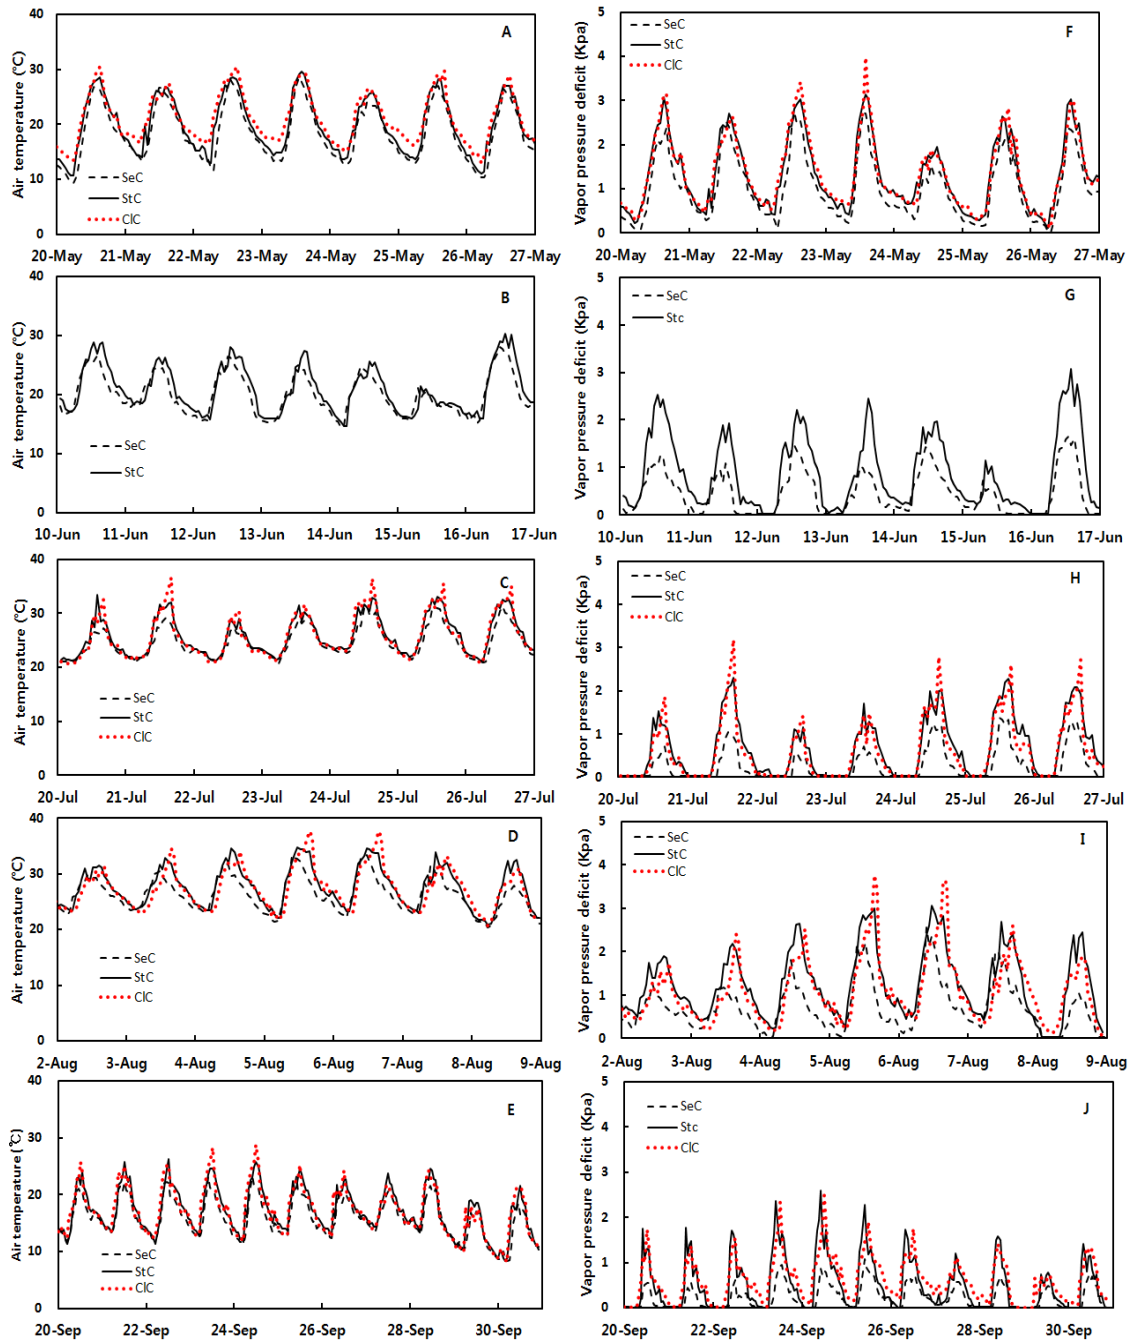 A
Air temperature (°C)
40
30
20
10
0
SeC
StC
ClC
20-May 21-May 22-May 23-May 24-May 25-May 26-May 27-May
F
Vapor pressure deficit (Kpa)
5
4
3
2
1
0
SeC
StC
ClC
20-May 21-May 22-May 23-May 24-May 25-May 26-May 27-May
B
Air temperature (°C)
40
30
20
10
0
SeC
StC
10-Jun 11-Jun 12-Jun 13-Jun 14-Jun 15-Jun 16-Jun 17-Jun
G
Vapor pressure deficit (Kpa)
5
4
3
2
1
0
SeC
Stc
10-Jun 11-Jun 12-Jun 13-Jun 14-Jun 15-Jun 16-Jun 17-Jun
C
Air temperature (°C)
40
30
20
10
0
SeC
StC
ClC
20-Jul 21-Jul 22-Jul 23-Jul 24-Jul 25-Jul 26-Jul 27-Jul
H
Vapor pressure deficit (Kpa)
5
4
3
2
1
0
SeC
StC
ClC
20-Jul 21-Jul 22-Jul 23-Jul 24-Jul 25-Jul 26-Jul 27-Jul
D
Air temperature (°C)
40
30
20
10
0
SeC
StC
ClC
2-Aug 3-Aug 4-Aug 5-Aug 6-Aug 7-Aug 8-Aug 9-Aug
I
Vapor pressure deficit (Kpa)
5
4
3
2
1
0
SeC
StC
ClC
2-Aug 3-Aug 4-Aug 5-Aug 6-Aug 7-Aug 8-Aug 9-Aug
E
Air temperature (℃)
40
30
20
10
0
SeC
StC
ClC
20-Sep 22-Sep 24-Sep 26-Sep 28-Sep 30-Sep
J
Vapor pressure deficit (Kpa)
5
4
3
2
1
0
SeC
Stc
ClC
20-Sep 22-Sep 24-Sep 26-Sep 28-Sep 30-Sep